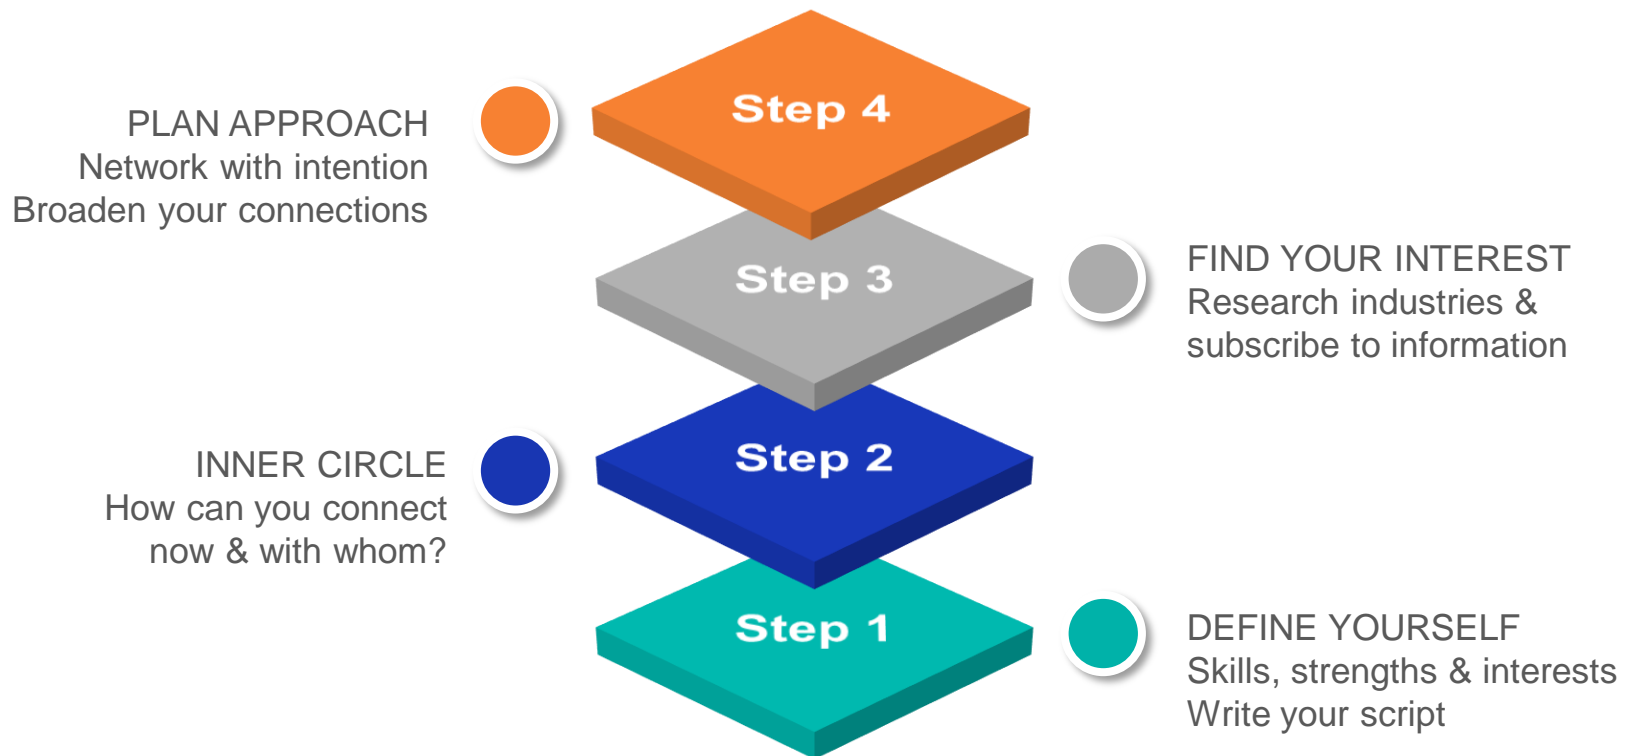 PLAN APPROACH
Network with intention
Broaden your connections
Step 4
Step 3
FIND YOUR INTEREST
Research industries &
subscribe to information
INNER CIRCLE
How can you connect
now & with whom?
Step 2
Step 1
DEFINE YOURSELF
Skills, strengths & interests
Write your script